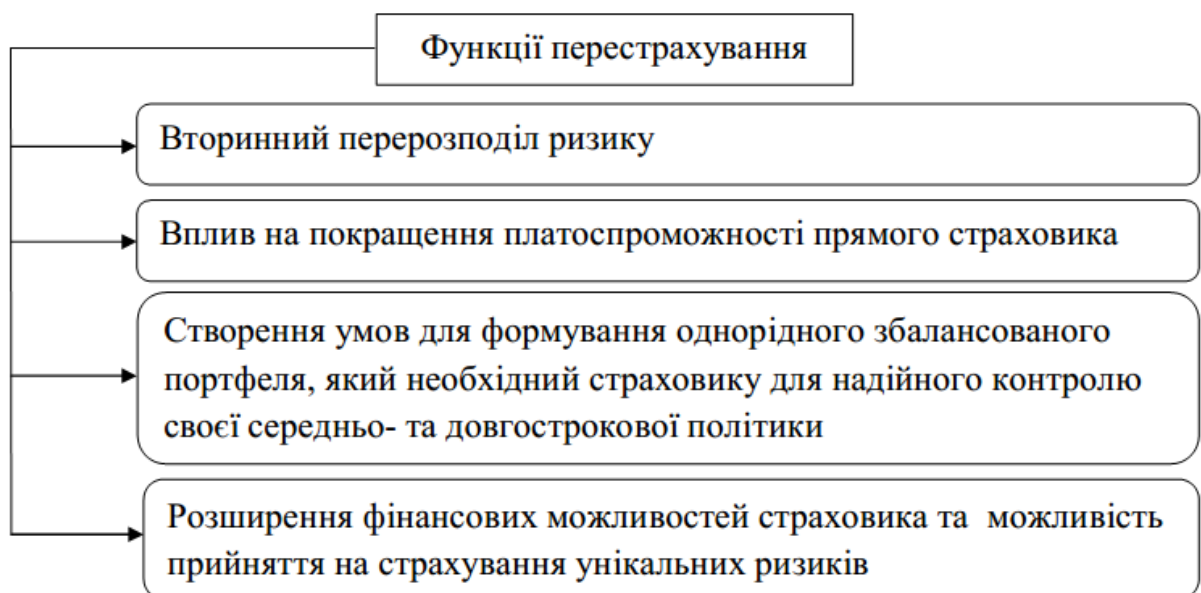 Функції перестрахування
Вторинний перерозподіл ризику
Вплив на покращення платоспроможності прямого страховика
Створення умов для формування однорідного збалансованого
портфеля, який необхідний страховику для надійного контролю
своєї середньо- та довгострокової політики
Розширення фінансових можливостей страховика та можливість
прийняття на страхування унікальних ризиків